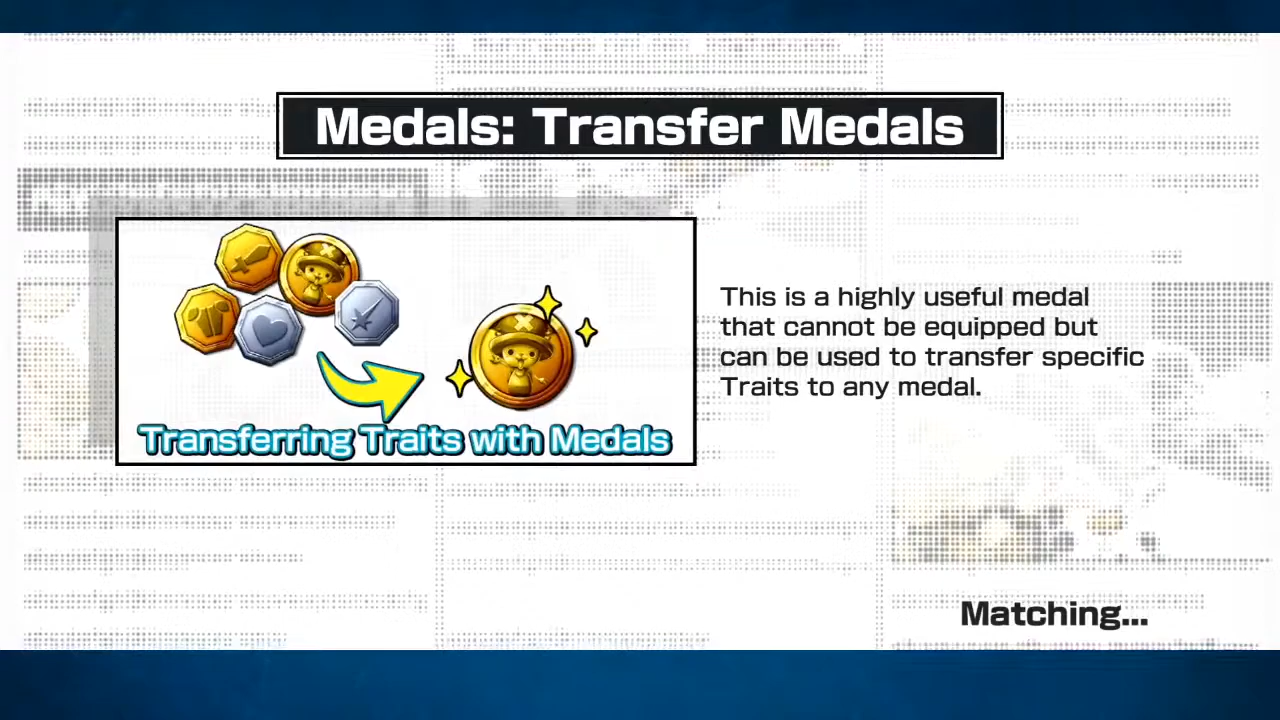 Medals: Transfer Medals
Transferring Traits with Medals
This is a highly useful medal
that cannot be equipped but
can be used to transfer specific
Traits to any medal.
Matching...